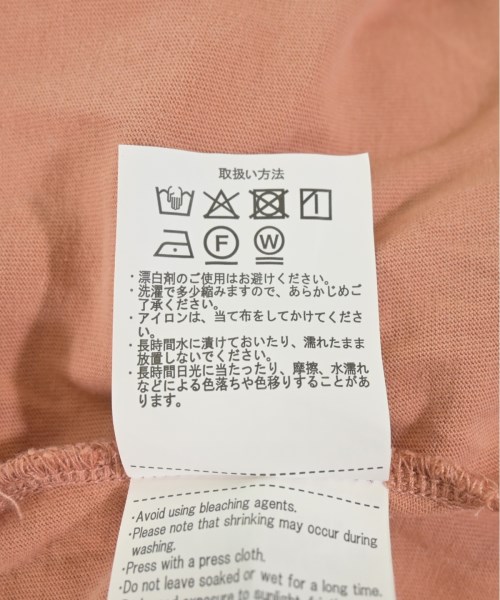 取扱い方法
F W
・漂白剤のご使用はお避けください。
・洗濯で多少縮みますので、あらかじめご
了承ください。
・アイロンは、当て布をしてかけてくださ
い。
・長時間水に漬けておいたり、濡れたまま
放置しないでください。
・長時間日光に当たったり、摩擦、水濡れ
などによる色落ちや色移りすることがあ
ります。
・Avoid using bleaching agents.
・Please note that shrinking may occur during
washing.
・Press with a press cloth.
・Do not leave soaked or wet for a long time.